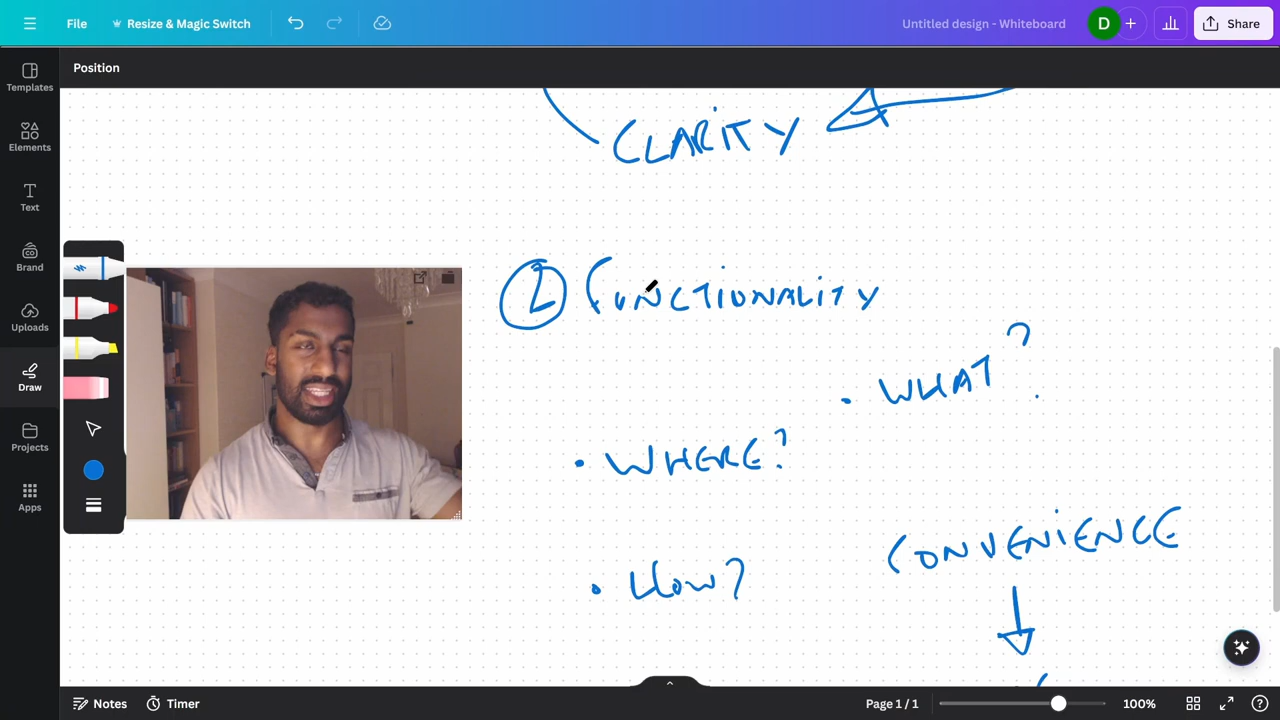 File
Resize & Magic Switch
Untitled design - Whiteboard
D
Share
Position
Templates
Elements
Text
Brand
Uploads
Draw
Projects
Apps
CLARITY
2 FUNCTIONALITY
• WHAT?
• WHERE?
CONVENIENCE
• How?
Notes
Timer
Page 1 / 1
100%